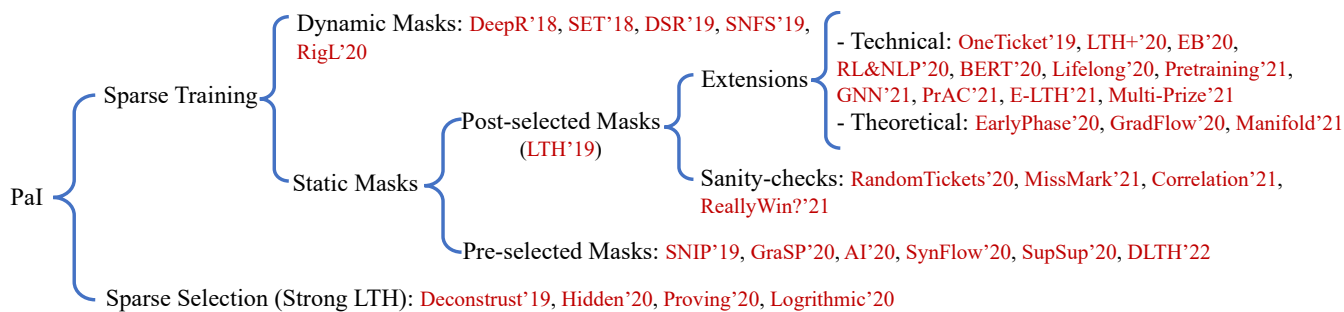 PaI
Sparse Training
Dynamic Masks: DeepR’18, SET’18, DSR’19, SNFS’19,
RigL’20
Static Masks
Post-selected Masks
(LTH’19)
Extensions
- Technical: OneTicket’19, LTH+’20, EB’20,
RL&NLP’20, BERT’20, Lifelong’20, Pretraining’21,
GNN’21, PrAC’21, E-LTH’21, Multi-Prize’21
- Theoretical: EarlyPhase’20, GradFlow’20, Manifold’21
Sanity-checks: RandomTickets’20, MissMark’21, Correlation’21,
ReallyWin?’21
Pre-selected Masks: SNIP’19, GraSP’20, AI’20, SynFlow’20, SupSup’20, DLTH’22
Sparse Selection (Strong LTH): Deconstrust’19, Hidden’20, Proving’20, Logrithmic’20